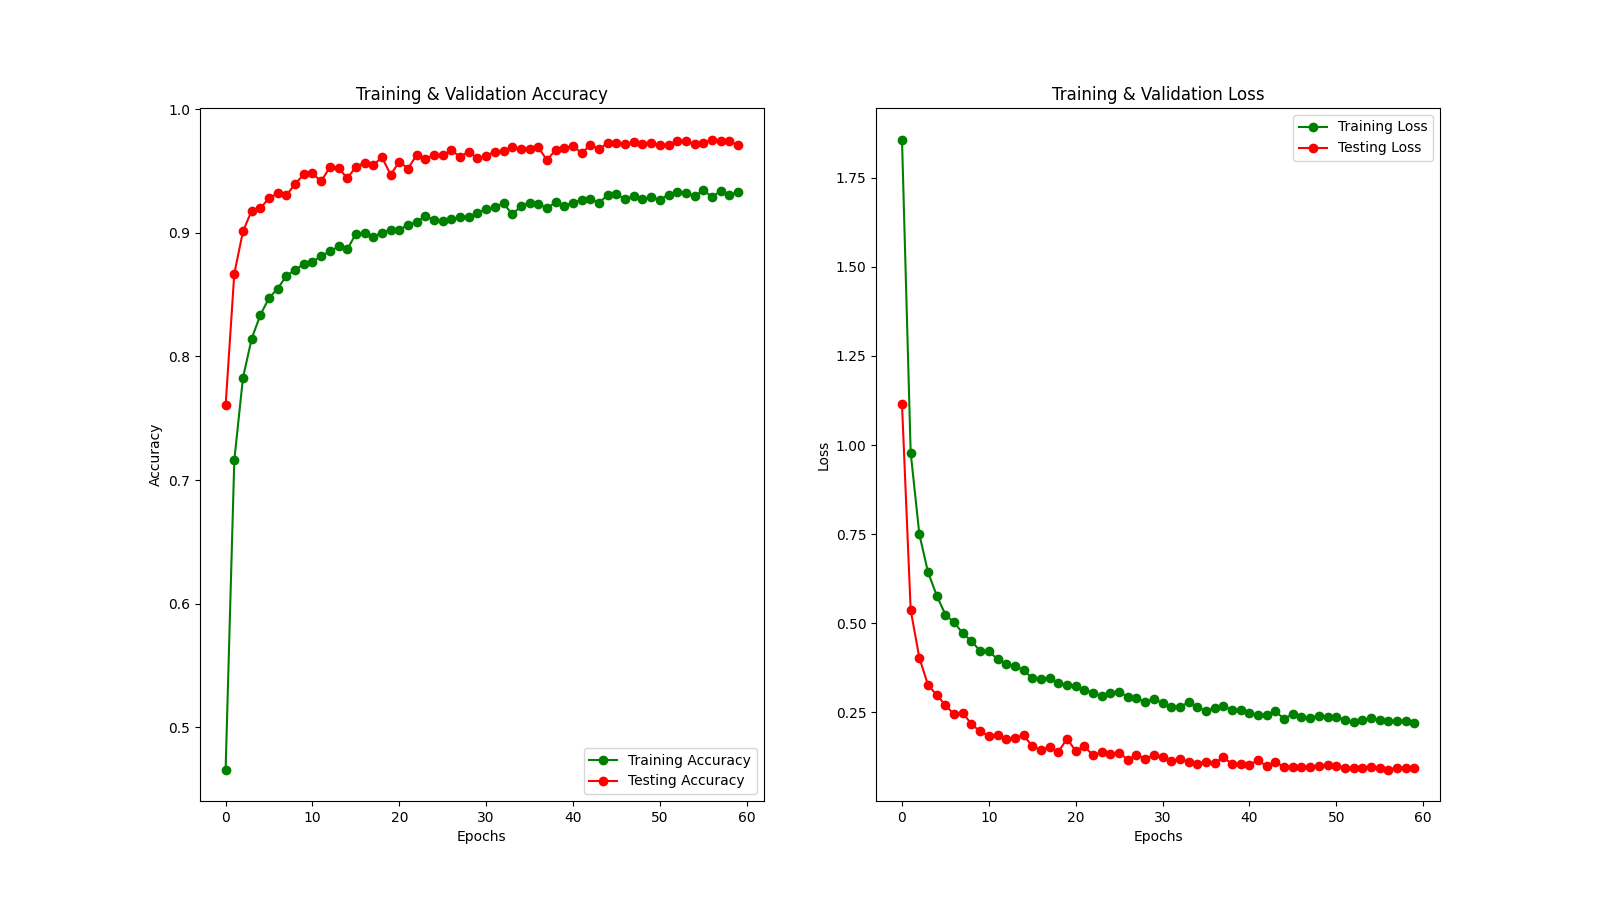 Training & Validation Accuracy
1.0
0.9
0.8
0.7
0.6
0.5
Accuracy
0
10
20
30
40
50
60
Epochs
Training Accuracy
Testing Accuracy
Training & Validation Loss
1.75
1.50
1.25
1.00
0.75
0.50
0.25
Loss
0
10
20
30
40
50
60
Epochs
Training Loss
Testing Loss